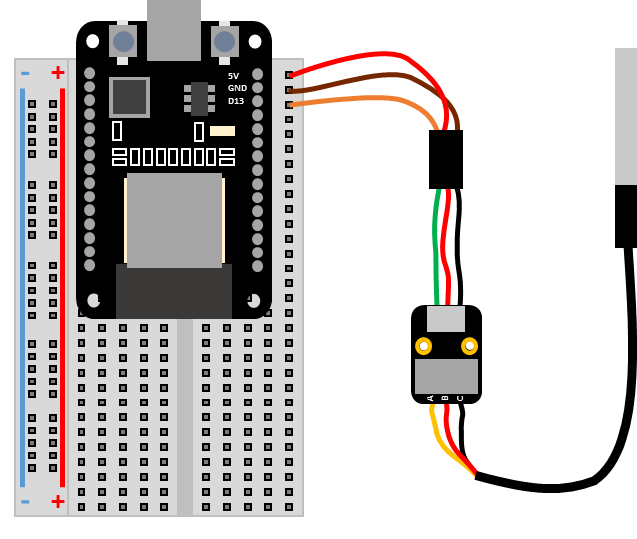 - +
5V
GND
D13
A B C
- +